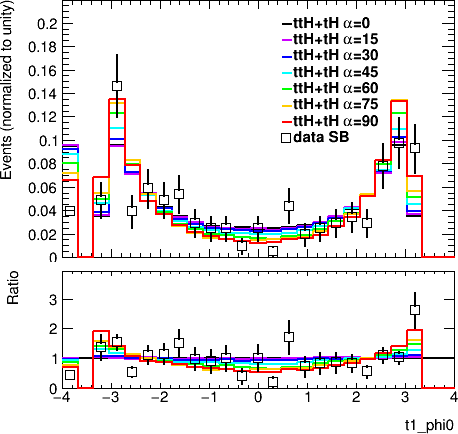 Events (normalized to unity)
0.2
0.18
0.16
0.14
0.12
0.1
0.08
0.06
0.04
0.02
0
ttH+tH α=0
ttH+tH α=15
ttH+tH α=30
ttH+tH α=45
ttH+tH α=60
ttH+tH α=75
ttH+tH α=90
data SB
Ratio
3
2
1
0
−4 −3 −2 −1 0 1 2 3 4
t1_phi0